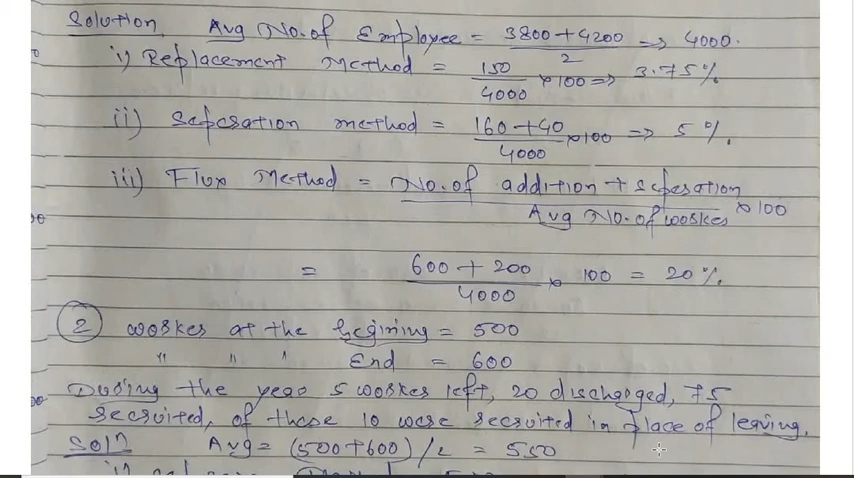 Solution. Avg No. of Employee = 3800+4200 / 2 => 4000.
i) Replacement Method = 150 / 4000 × 100 => 3.75%
ii) Seperation method = 160+40 / 4000 × 100 => 5%.
iii) Flux Method = No. of addition + seperation / Avg No. of worker × 100
= 600 + 200 / 4000 × 100 = 20%.
2 worker at the begining = 500
" " " End = 600
During the year 5 worker left, 20 discharged, 75
recruited, of these 10 were recruited in place of leaving.
Soln Avg = (500+600)/2 = 550